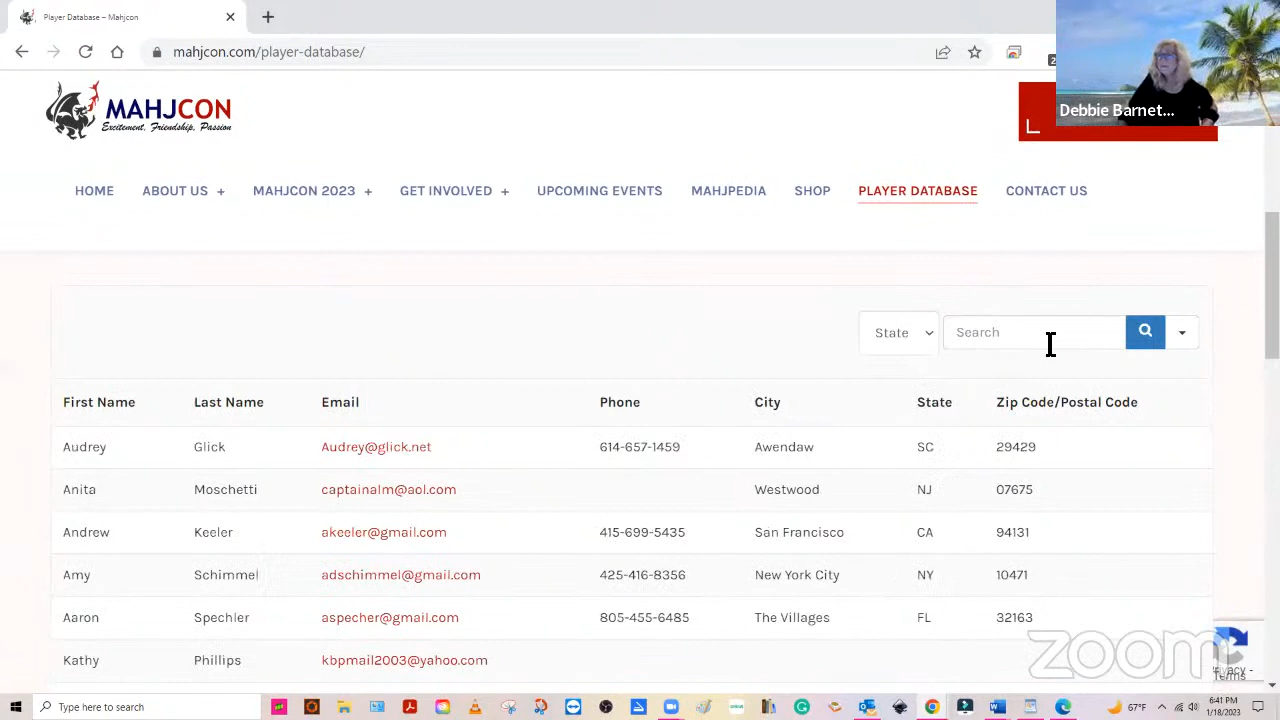 Player Database – Mahjcon
mahjcon.com/player-database/
Debbie Barnet...
MAHJCON
Excitement, Friendship, Passion
HOME ABOUT US + MAHJCON 2023 + GET INVOLVED + UPCOMING EVENTS MAHJPEDIA SHOP PLAYER DATABASE CONTACT US
State Search
First Name Last Name Email Phone City State Zip Code/Postal Code
Audrey Glick Audrey@glick.net 614-657-1459 Awendaw SC 29429
Anita Moschetti captainalm@aol.com Westwood NJ 07675
Andrew Keeler akeeler@gmail.com 415-699-5435 San Francisco CA 94131
Amy Schimmel adschimmel@gmail.com 425-416-8356 New York City NY 10471
Aaron Spechler aspecher@gmail.com 805-455-6485 The Villages FL 32163
Kathy Phillips kbpmail2003@yahoo.com
zoom
Privacy -
Terms
Type here to search
67°F
6:41 PM
1/18/2023